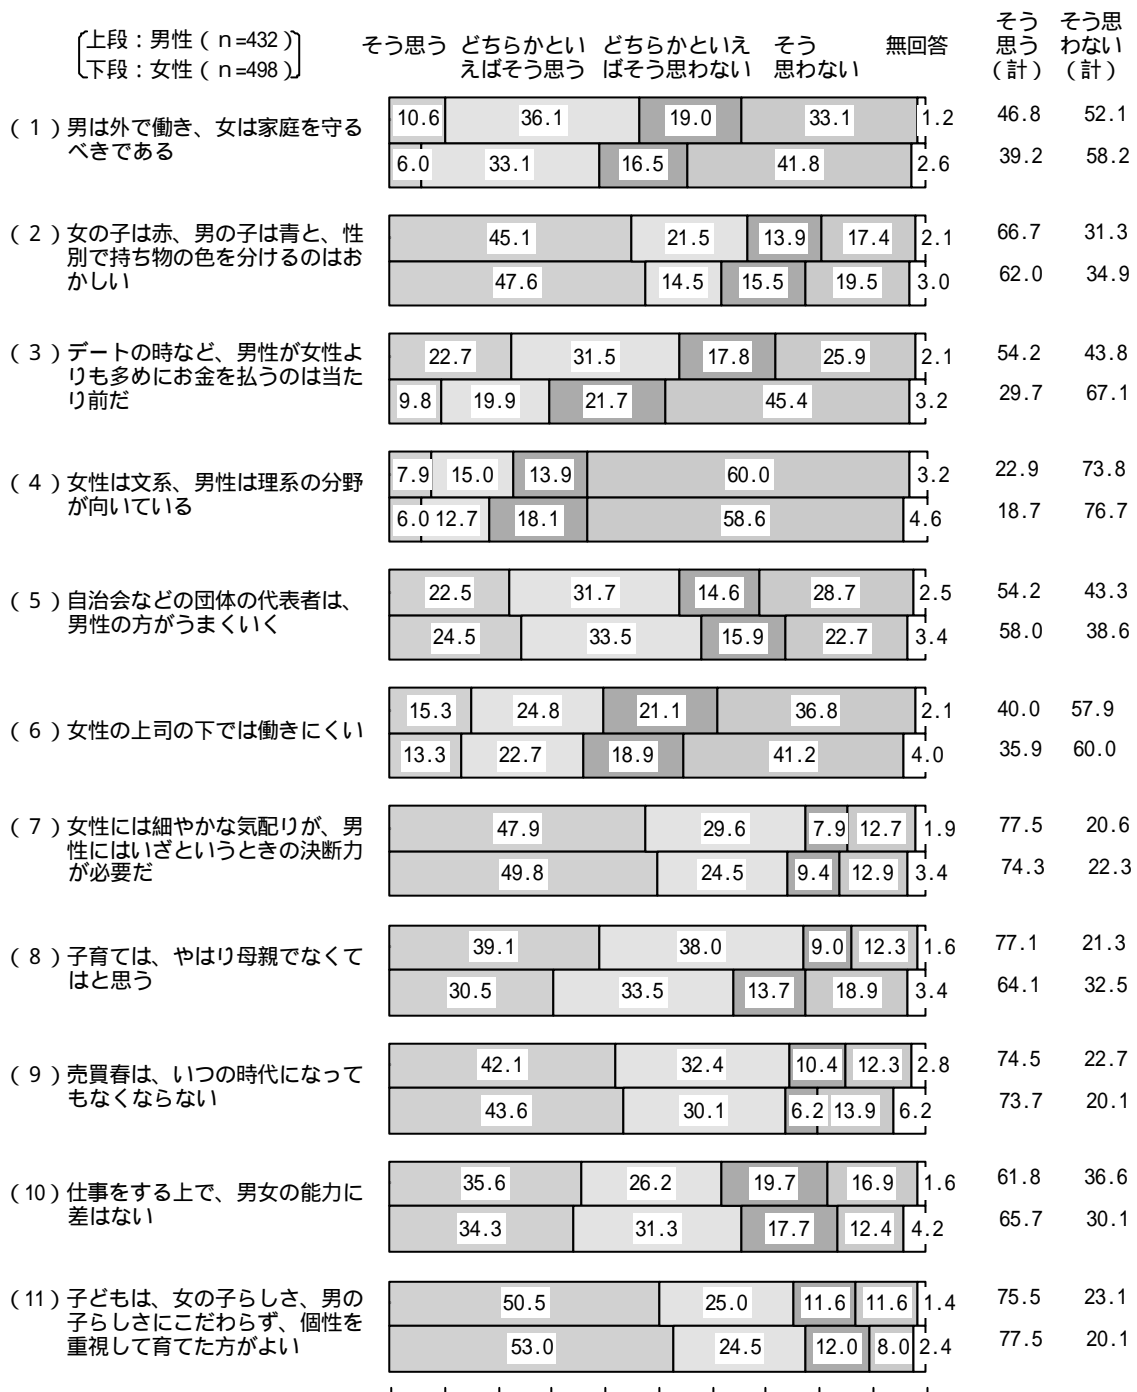 上段：男性（n=432）
下段：女性（n=498）
そう思う どちらかとい どちらかといえ そう 無回答 そう そう思
えばそう思う ばそう思わない 思わない 思う わない
（計） （計）
（1）男は外で働き、女は家庭を守る
べきである
10.6 36.1 19.0 33.1 1.2 46.8 52.1
6.0 33.1 16.5 41.8 2.6 39.2 58.2
（2）女の子は赤、男の子は青と、性
別で持ち物の色を分けるのはお
かしい
45.1 21.5 13.9 17.4 2.1 66.7 31.3
47.6 14.5 15.5 19.5 3.0 62.0 34.9
（3）デートの時など、男性が女性よ
りも多めにお金を払うのは当た
り前だ
22.7 31.5 17.8 25.9 2.1 54.2 43.8
9.8 19.9 21.7 45.4 3.2 29.7 67.1
（4）女性は文系、男性は理系の分野
が向いている
7.9 15.0 13.9 60.0 3.2 22.9 73.8
6.0 12.7 18.1 58.6 4.6 18.7 76.7
（5）自治会などの団体の代表者は、
男性の方がうまくいく
22.5 31.7 14.6 28.7 2.5 54.2 43.3
24.5 33.5 15.9 22.7 3.4 58.0 38.6
（6）女性の上司の下では働きにくい
15.3 24.8 21.1 36.8 2.1 40.0 57.9
13.3 22.7 18.9 41.2 4.0 35.9 60.0
（7）女性には細やかな気配りが、男
性にはいざというときの決断力
が必要だ
47.9 29.6 7.9 12.7 1.9 77.5 20.6
49.8 24.5 9.4 12.9 3.4 74.3 22.3
（8）子育ては、やはり母親でなくて
はと思う
39.1 38.0 9.0 12.3 1.6 77.1 21.3
30.5 33.5 13.7 18.9 3.4 64.1 32.5
（9）売買春は、いつの時代になって
もなくならない
42.1 32.4 10.4 12.3 2.8 74.5 22.7
43.6 30.1 6.2 13.9 6.2 73.7 20.1
（10）仕事をする上で、男女の能力に
差はない
35.6 26.2 19.7 16.9 1.6 61.8 36.6
34.3 31.3 17.7 12.4 4.2 65.7 30.1
（11）子どもは、女の子らしさ、男の
子らしさにこだわらず、個性を
重視して育てた方がよい
50.5 25.0 11.6 11.6 1.4 75.5 23.1
53.0 24.5 12.0 8.0 2.4 77.5 20.1